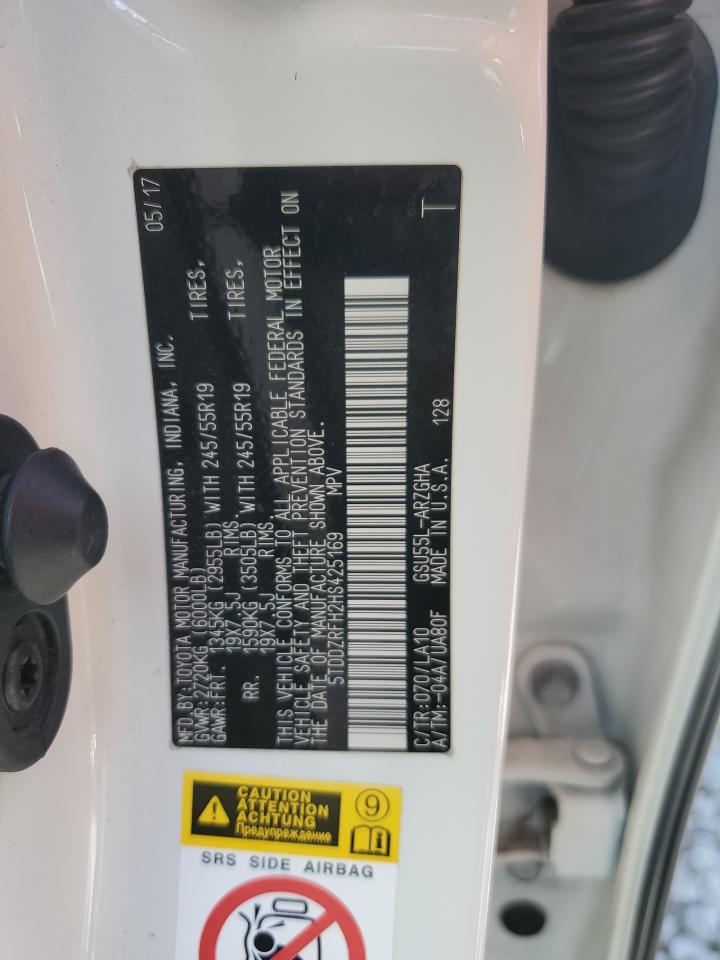 MFD.BY:TOYOTA MOTOR MANUFACTURING, INDIANA, INC. 05/17
GVWR:2720KG (6000LB)
GAWR:FRT. 1345KG (2955LB) WITH 245/55R19 TIRES,
19X7.5J RIMS.
RR. 1590KG (3505LB) WITH 245/55R19 TIRES,
19X7.5J RIMS.
THIS VEHICLE CONFORMS TO ALL APPLICABLE FEDERAL MOTOR
VEHICLE SAFETY AND THEFT PREVENTION STANDARDS IN EFFECT ON
THE DATE OF MANUFACTURE SHOWN ABOVE.
5TDDZRFH2HS425169 MPV
C/TR:070/LA10 GSU55L-ARZGHA T
A/TM:-04A/UA80F MADE IN U.S.A. 128
CAUTION
ATTENTION
ACHTUNG
Предупреждение
9
SRS SIDE AIRBAG